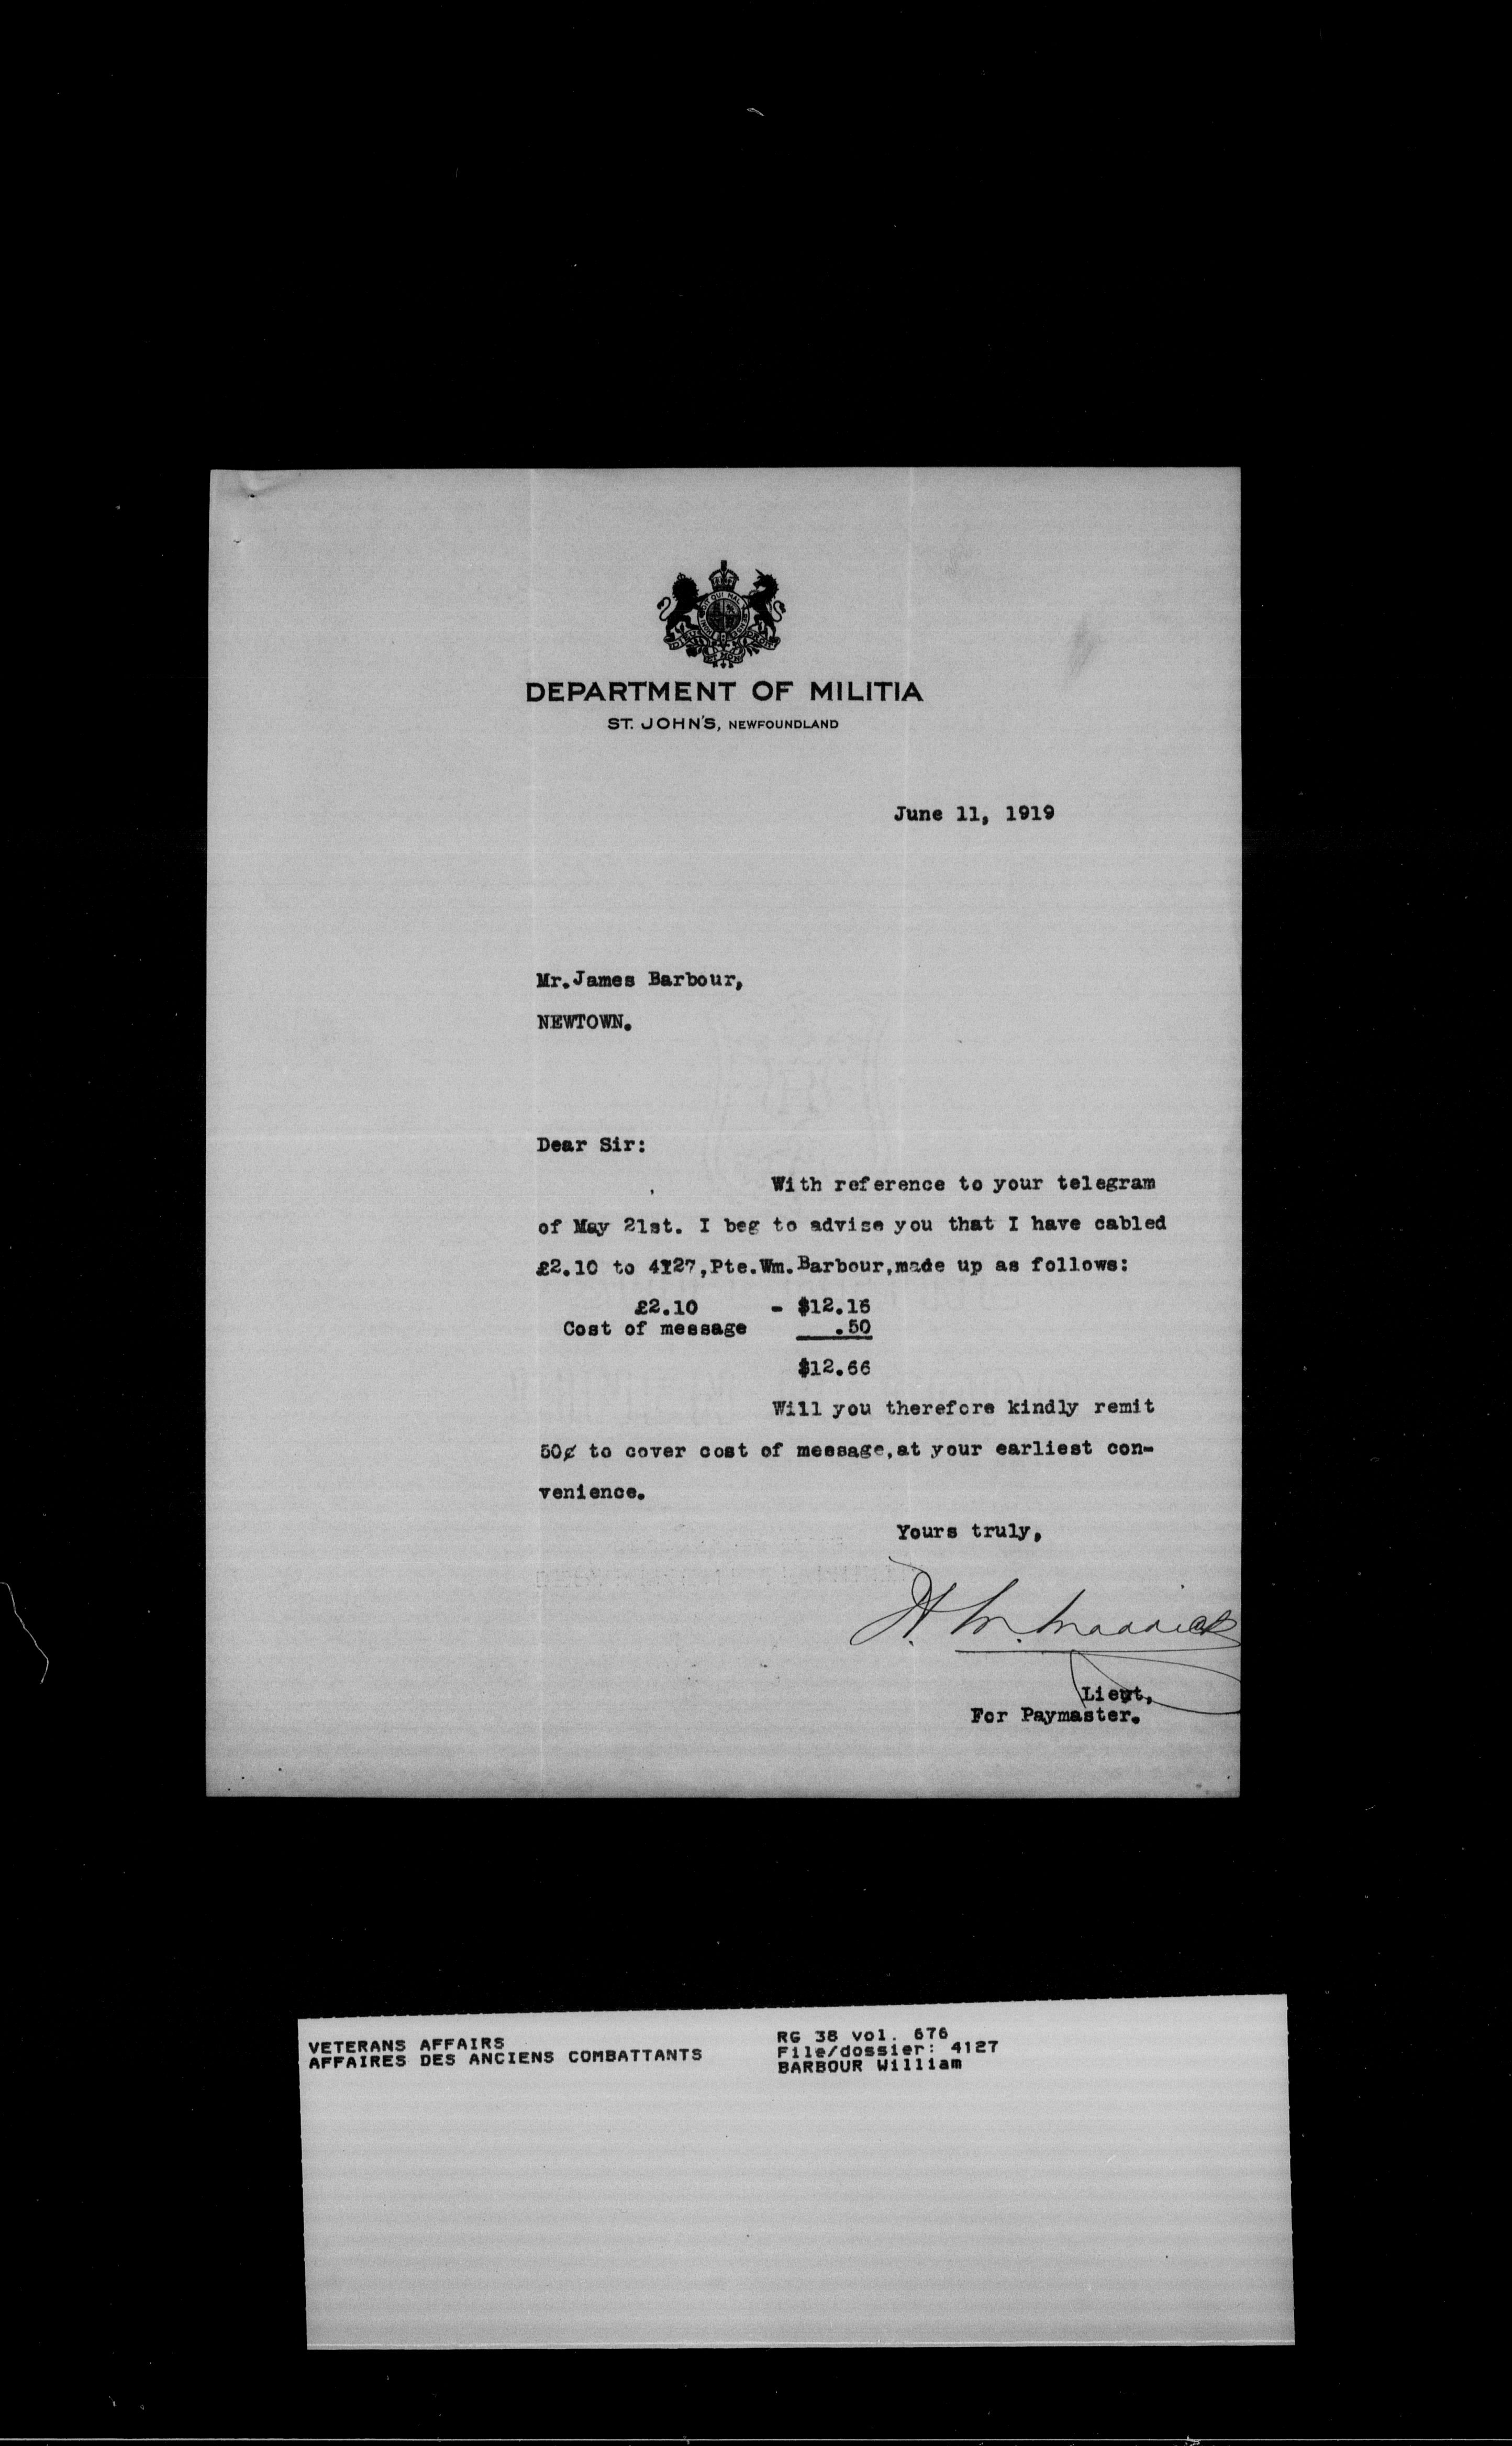 DEPARTMENT OF MILITIA
ST. JOHN'S, NEWFOUNDLAND
June 11, 1919
Mr.James Barbour,
NEWTOWN.
Dear Sir:
With reference to your telegram
of May 21st. I beg to advise you that I have cabled
£2.10 to 4127,Pte.Wm.Barbour,made up as follows:
£2.10 - $12.16
Cost of message .50
$12.66
Will you therefore kindly remit
50¢ to cover cost of message,at your earliest con-
venience.
Yours truly,
Lieut,
For Paymaster.
VETERANS AFFAIRS
AFFAIRES DES ANCIENS COMBATTANTS
RG 38 vol. 676
File/dossier: 4127
BARBOUR William